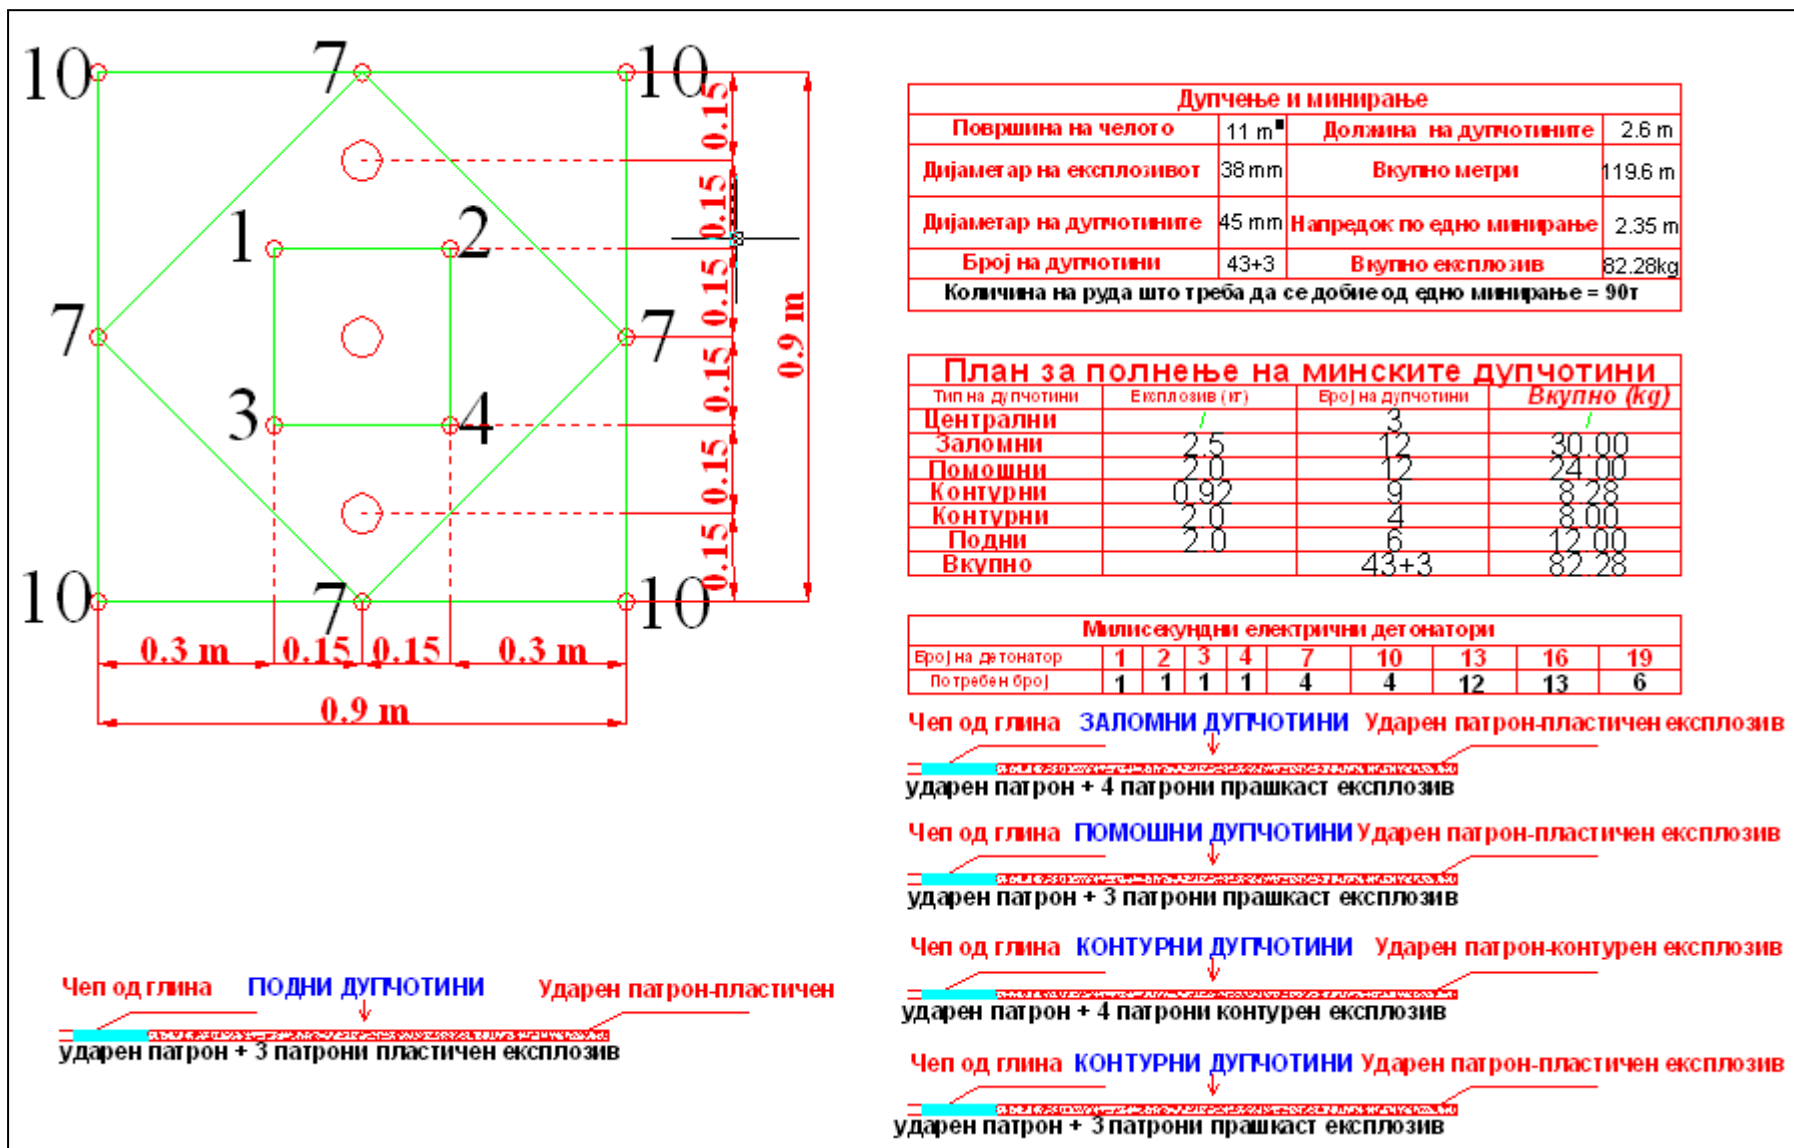 10 7 10
1 2
7 7
3 4
10 7 10
0.15
0.15
0.15
0.15
0.15
0.15
0.9 m
0.3 m 0.15 0.15 0.3 m
0.9 m
Дупчење и минирање
Површина на челото 11 m Должина на дупчотините 2.6 m
Дијаметар на експлозивот 38 mm Вкупно метри 119.6 m
Дијаметар на дупчотините 45 mm Напредок по едно минирање 2.35 m
Број на дупчотини 43+3 Вкупно експлозив 82.28kg
Количина на руда што треба да се добие од едно минирање = 90т
План за полнење на минските дупчотини
Тип на дупчотини Експлозив (кг) Број на дупчотини Вкупно (kg)
Централни / 3 /
Заломни 2.5 12 30.00
Помошни 2.0 12 24.00
Контурни 0.92 9 8.28
Контурни 2.0 4 8.00
Подни 2.0 6 12.00
Вкупно 43+3 82.28
Милисекундни електрични детонатори
Број на детонатор 1 2 3 4 7 10 13 16 19
Потребен број 1 1 1 1 4 4 12 13 6
Чеп од глина ЗАЛОМНИ ДУПЧОТИНИ Ударен патрон-пластичен експлозив
ударен патрон + 4 патрони прашкаст експлозив
Чеп од глина ПОМОШНИ ДУПЧОТИНИ Ударен патрон-пластичен експлозив
ударен патрон + 3 патрони прашкаст експлозив
Чеп од глина КОНТУРНИ ДУПЧОТИНИ Ударен патрон-контурен експлозив
ударен патрон + 4 патрони контурен експлозив
Чеп од глина КОНТУРНИ ДУПЧОТИНИ Ударен патрон-пластичен експлозив
ударен патрон + 3 патрони прашкаст експлозив
Чеп од глина ПОДНИ ДУПЧОТИНИ Ударен патрон-пластичен
ударен патрон + 3 патрони пластичен експлозив